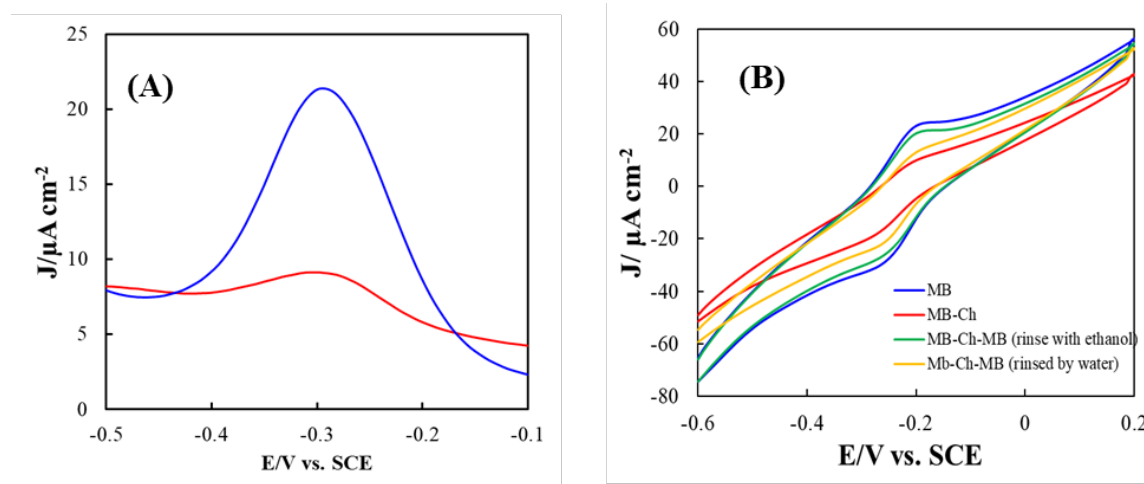 (A)
25
20
15
10
5
0
J/µA cm-2
-0.5 -0.4 -0.3 -0.2 -0.1
E/V vs. SCE
(B)
60
40
20
0
-20
-40
-60
-80
J/ µA cm-2
MB
MB-Ch
MB-Ch-MB (rinse with ethanol)
Mb-Ch-MB (rinsed by water)
-0.6 -0.4 -0.2 0 0.2
E/V vs. SCE